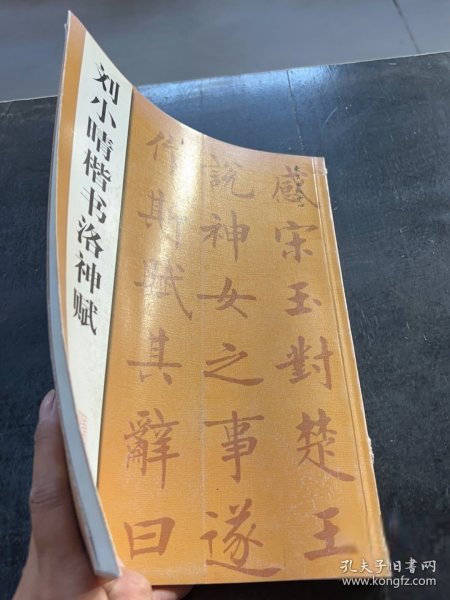 刘小晴楷书洛神赋
感宋玉對楚王
說神女之事遂
作斯賦其辭曰
孔夫子旧书网
www.kongfz.com